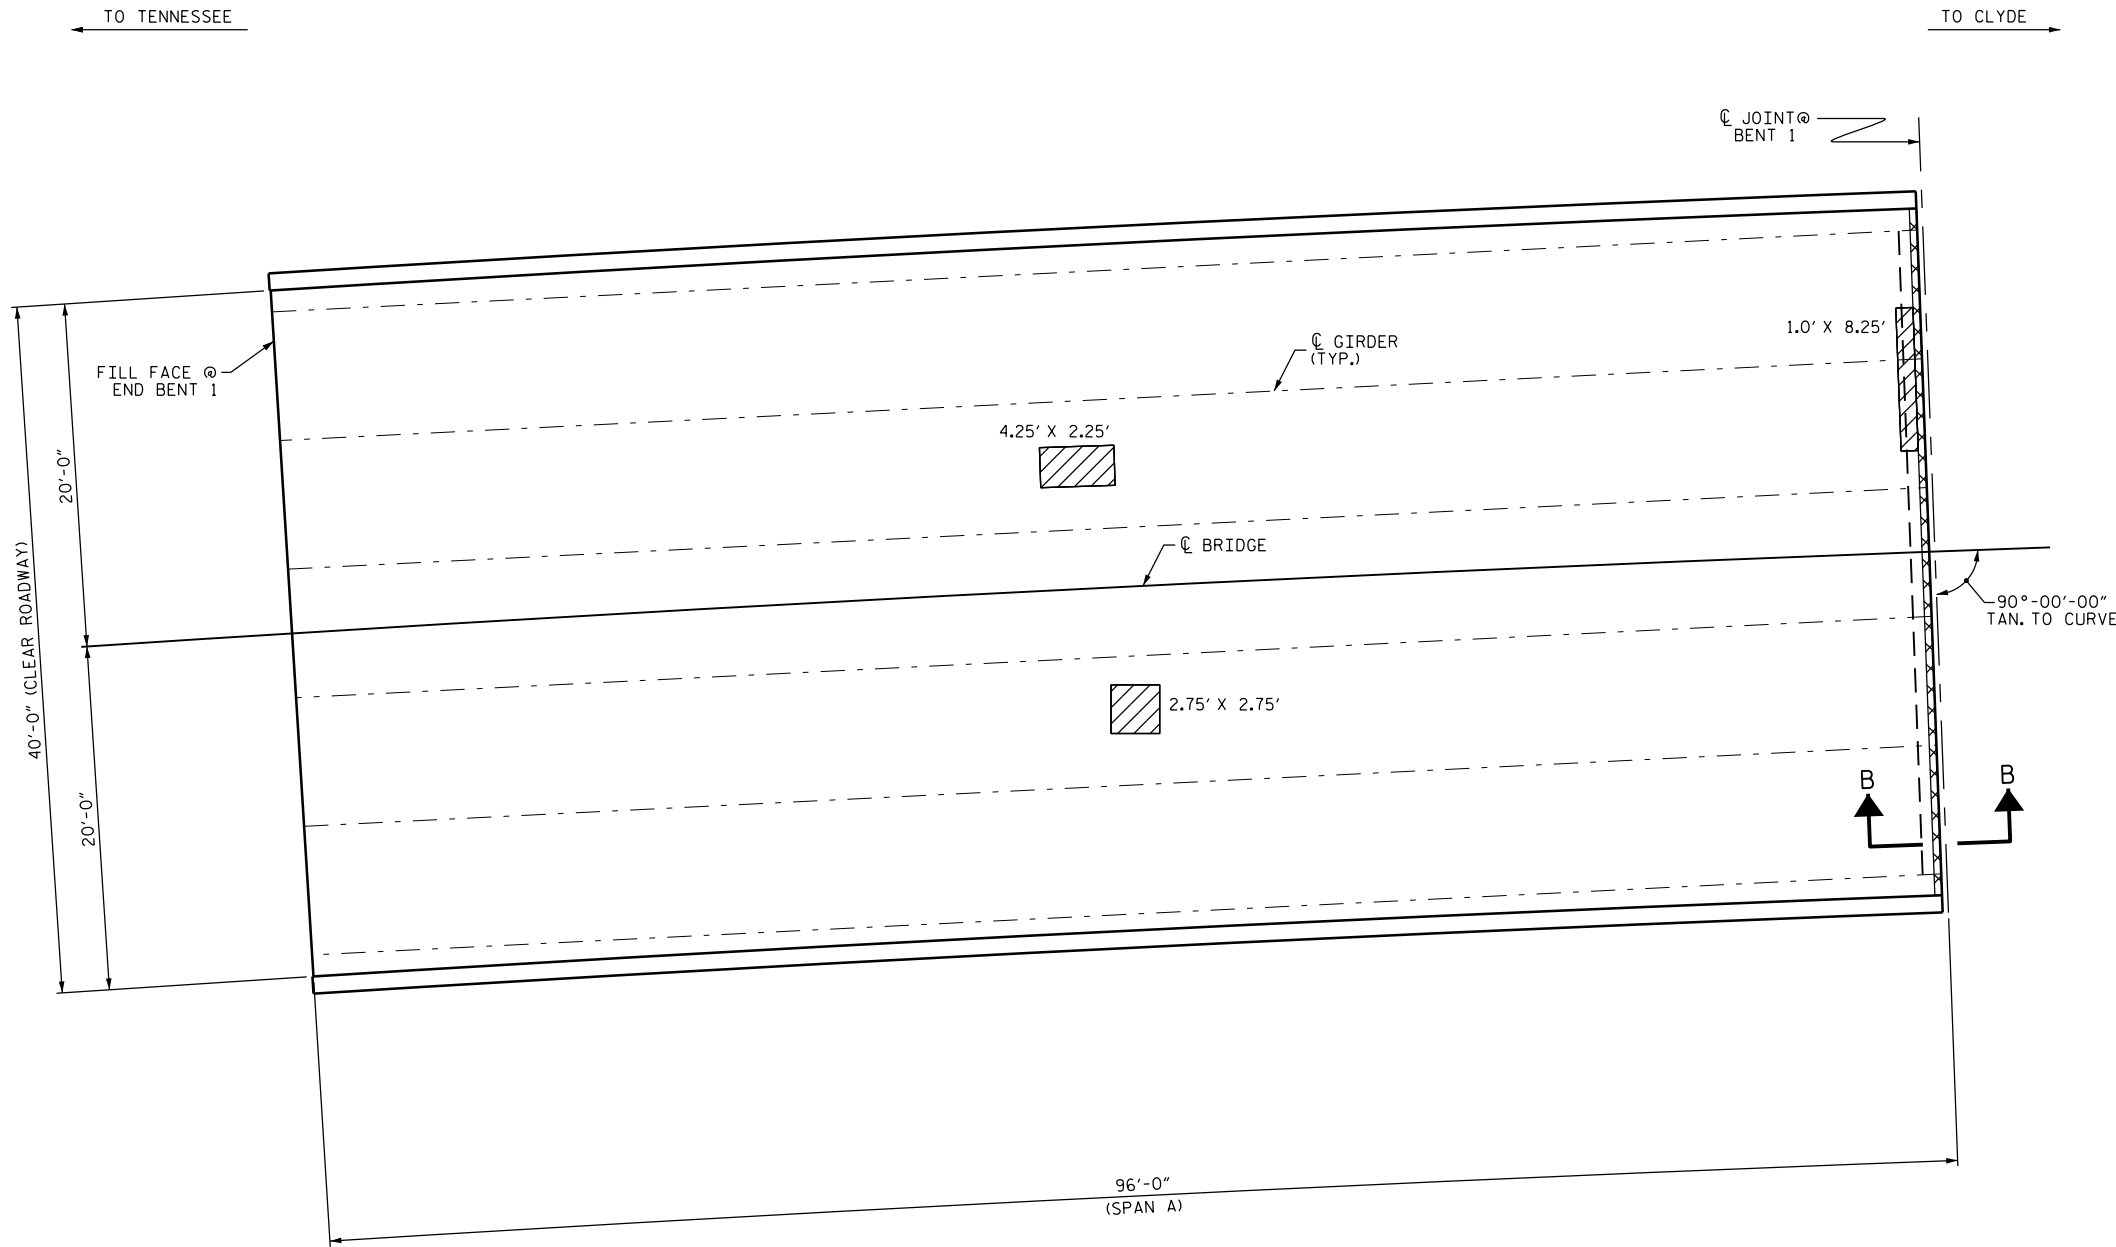 TO TENNESSEE
TO CLYDE
℄ JOINT@
BENT 1
1.0' X 8.25'
℄ GIRDER
(TYP.)
FILL FACE @
END BENT 1
4.25' X 2.25'
20'-0"
40'-0" (CLEAR ROADWAY)
℄ BRIDGE
90°-00'-00"
TAN. TO CURVE
2.75' X 2.75'
20'-0"
B
B
96'-0"
(SPAN A)